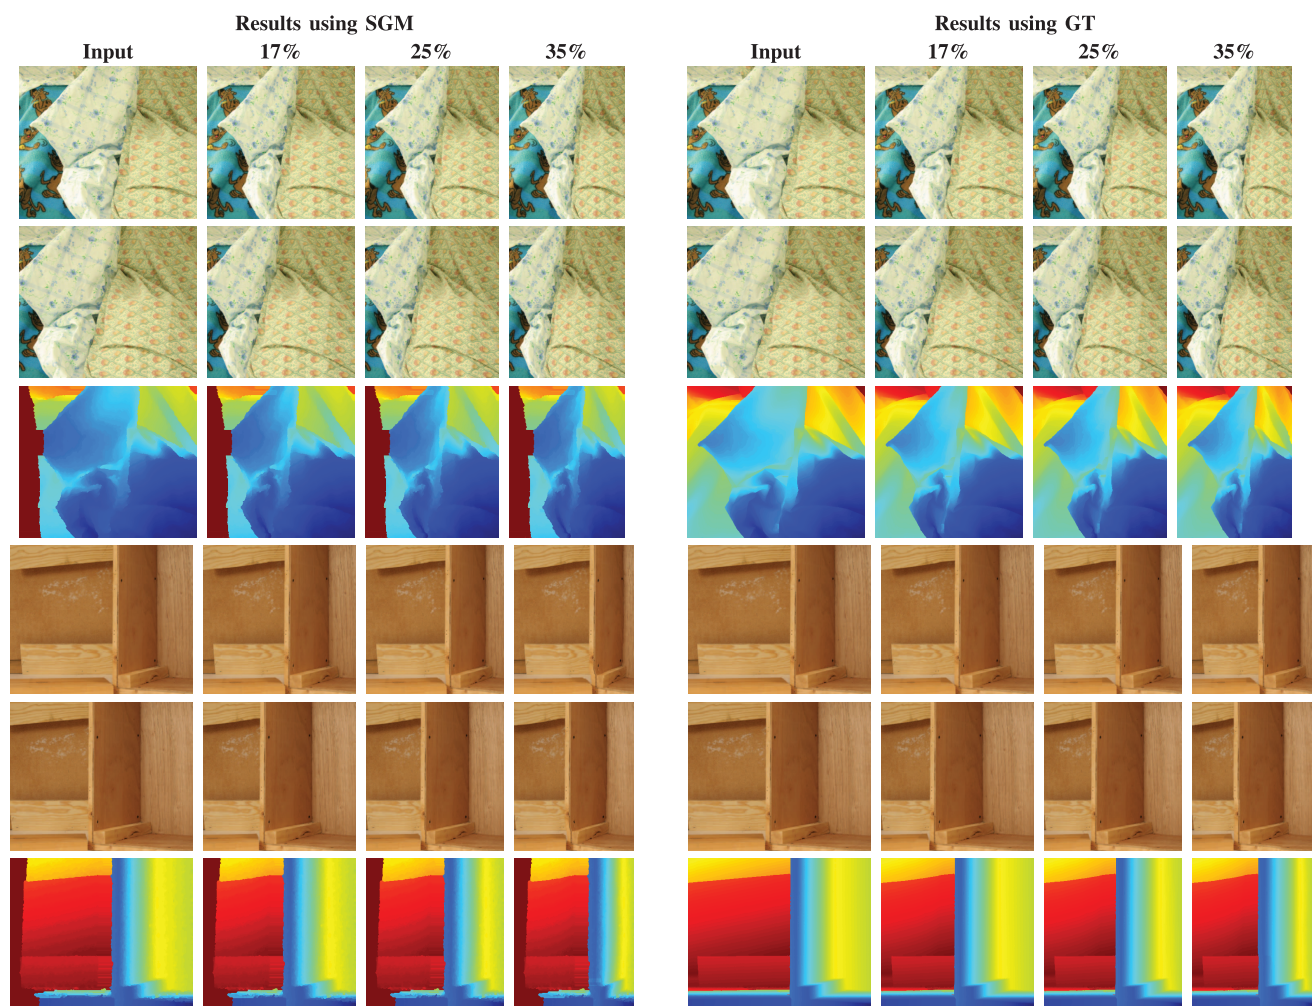 Results using SGM
Input 17% 25% 35%
Results using GT
Input 17% 25% 35%